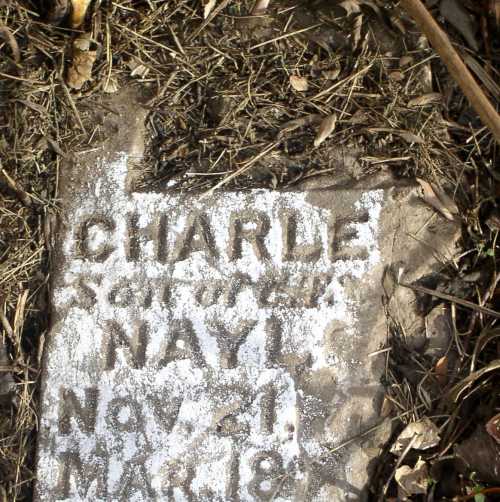 CHARLE
Son of
NAYL
NOV. 21
MAR. 18